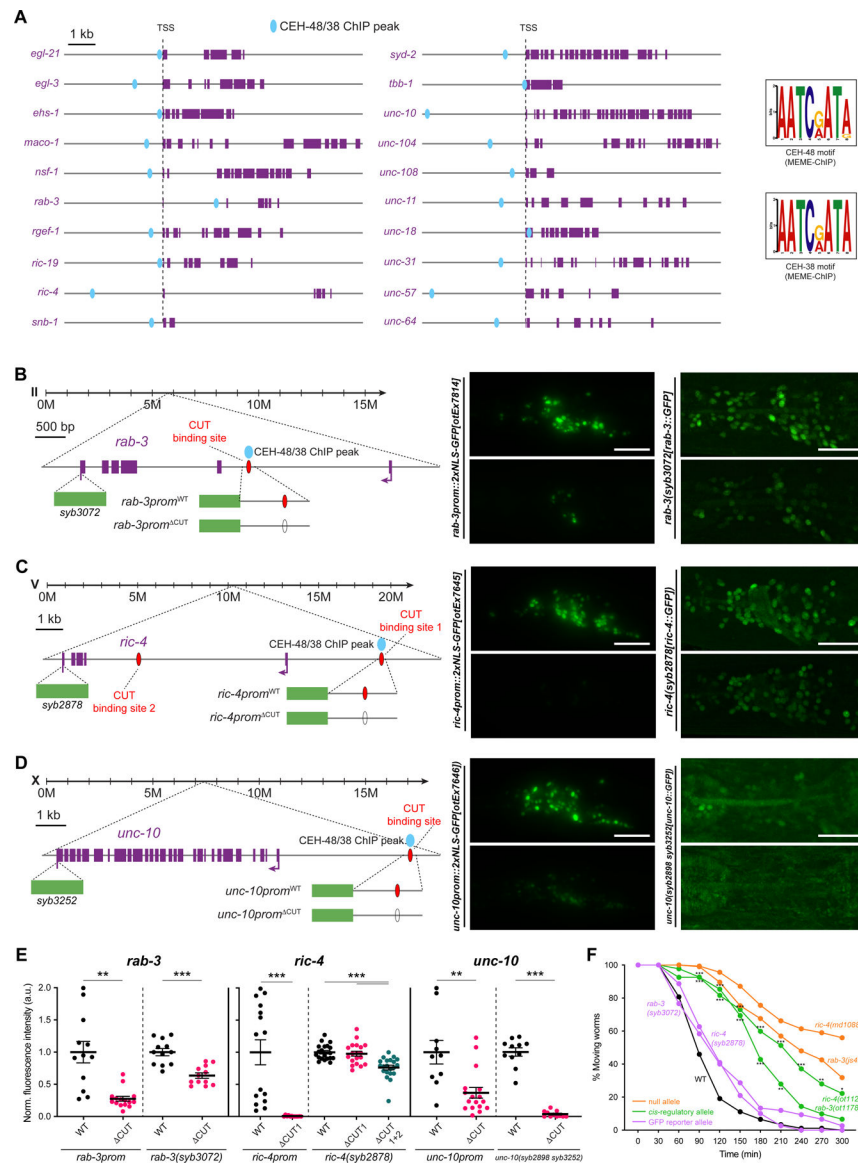 A
1 kb
TSS
CEH-48/38 ChIP peak
TSS
egl-21
egl-3
ehs-1
maco-1
nsf-1
rab-3
rgef-1
ric-19
ric-4
snb-1
syd-2
tbb-1
unc-10
unc-104
unc-108
unc-11
unc-18
unc-31
unc-57
unc-64
AATCGATA
CEH-48 motif
(MEME-ChIP)
AATCGATA
CEH-38 motif
(MEME-ChIP)
B
II
0M 5M 10M 15M
500 bp
rab-3
CUT
binding site
CEH-48/38 ChIP peak
syb3072
rab-3prom^WT
rab-3prom^ΔCUT
rab-3prom::2xNLS-GFP[otEx7814]
rab-3(syb3072[rab-3::GFP])
C
V
0M 5M 10M 15M 20M
1 kb
ric-4
CUT
binding site 1
CEH-48/38 ChIP peak
syb2878
CUT
binding site 2
ric-4prom^WT
ric-4prom^ΔCUT
ric-4prom::2xNLS-GFP[otEx7645]
ric-4(syb2878[ric-4::GFP])
D
X
0M 5M 10M 15M
1 kb
unc-10
CUT
binding site
CEH-48/38 ChIP peak
syb3252
unc-10prom^WT
unc-10prom^ΔCUT
unc-10prom::2xNLS-GFP[otEx7646])
unc-10(syb2898 syb3252[unc-10::GFP])
E
rab-3
ric-4
unc-10
Norm. fluorescence intensity (a.u.)
2.0
1.5
1.0
0.5
0.0
** *** *** *** ** ***
WT ΔCUT WT ΔCUT WT ΔCUT1 WT ΔCUT1 ΔCUT 1+2 WT ΔCUT WT ΔCUT
rab-3prom rab-3(syb3072) ric-4prom ric-4(syb2878) unc-10prom unc-10(syb2898 syb3252)
F
% Moving worms
100
80
60
40
20
0
rab-3
(syb3072)
ric-4
(syb2878)
WT
rab-3(js4
rab-3(ot1178
null allele
cis-regulatory allele
GFP reporter allele
0 30 60 90 120 150 180 210 240 270 300
Time (min)